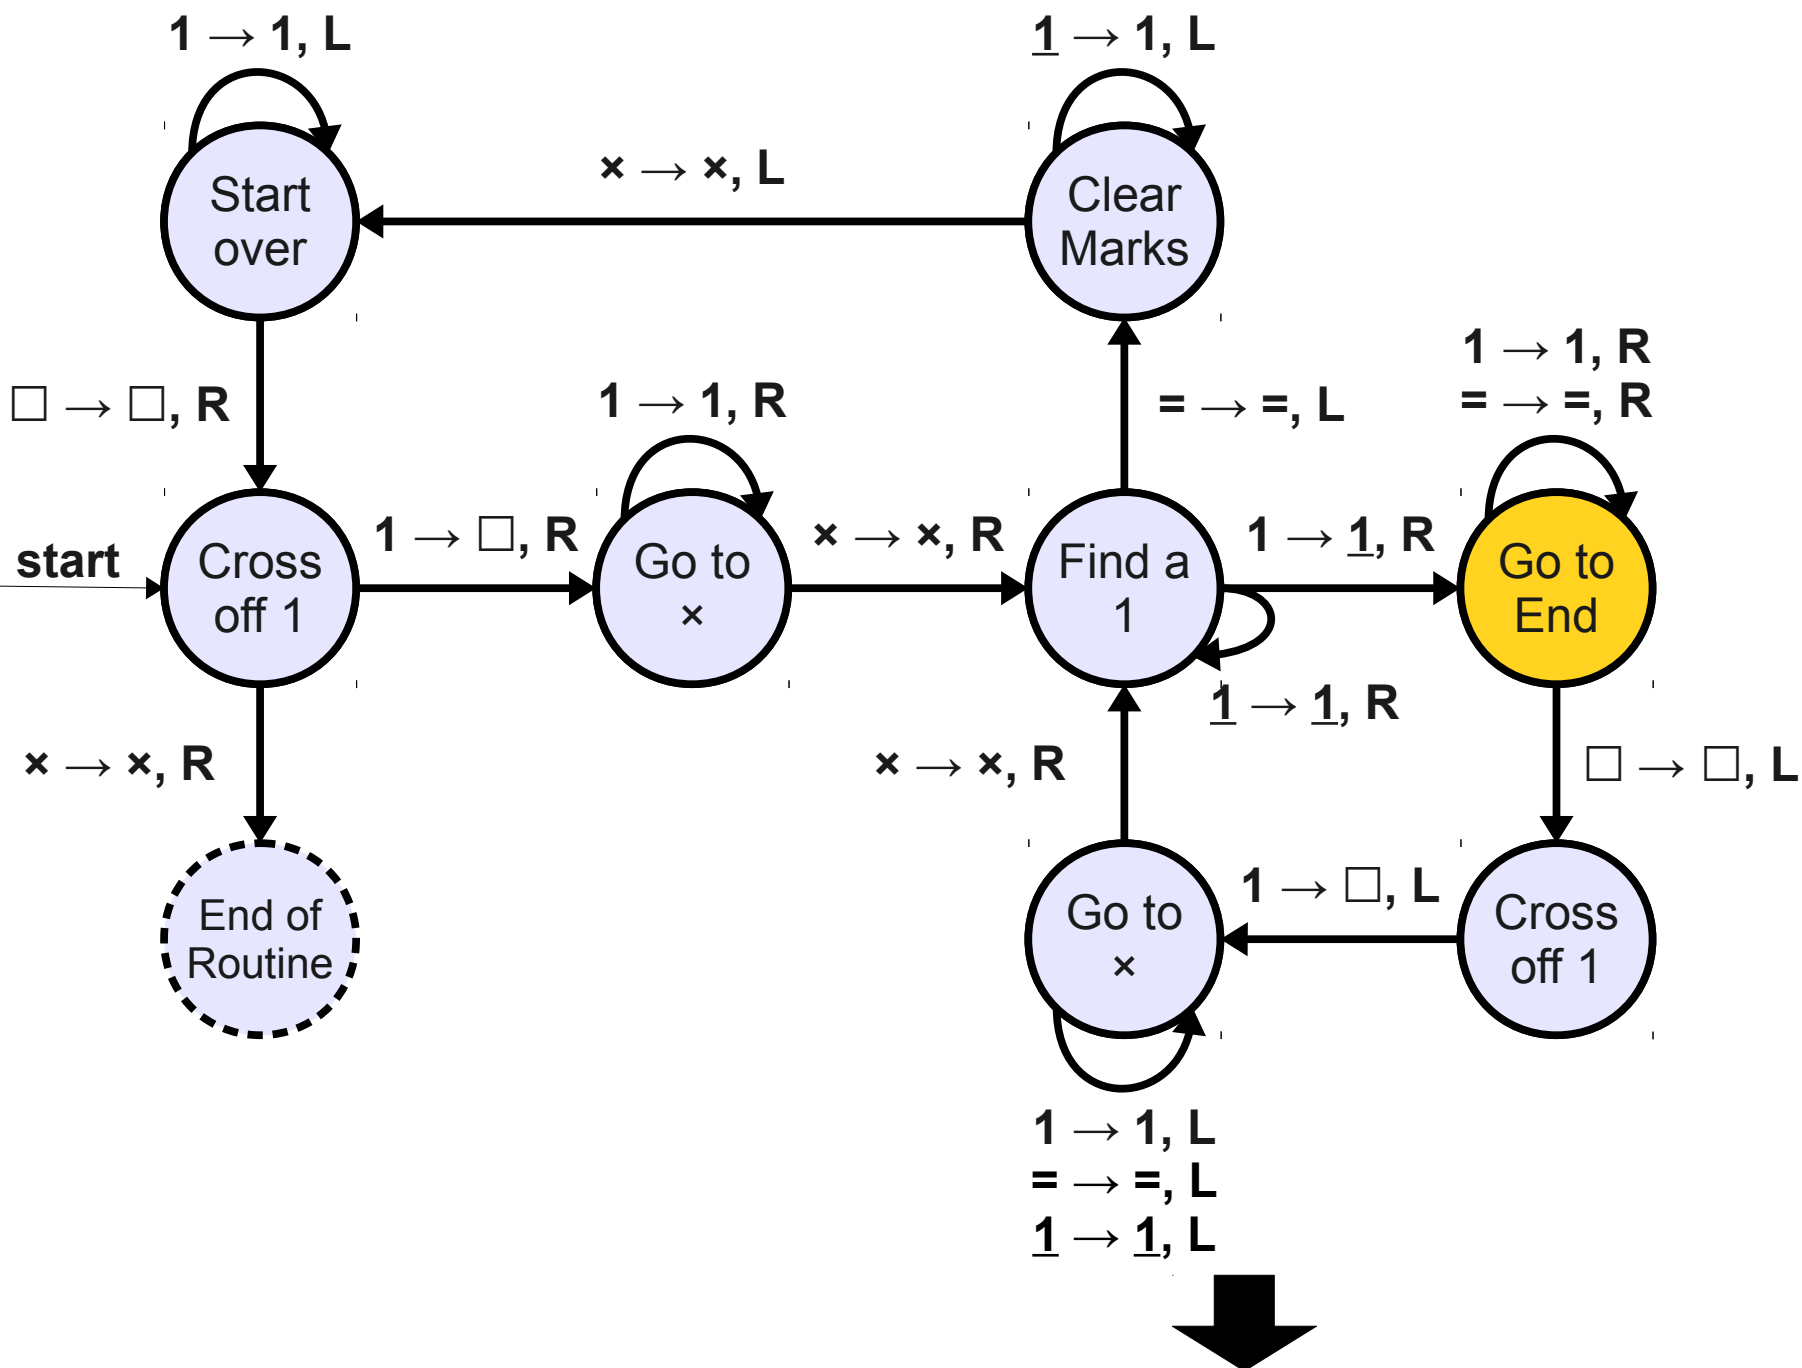 1 → 1, L
1 → 1, L
Start
over
× → ×, L
Clear
Marks
□ → □, R
1 → 1, R
= → =, L
1 → 1, R
= → =, R
start
Cross
off 1
1 → □, R
Go to
×
× → ×, R
Find a
1
1 → 1, R
Go to
End
1 → 1, R
× → ×, R
× → ×, R
□ → □, L
End of
Routine
Go to
×
1 → □, L
Cross
off 1
1 → 1, L
= → =, L
1 → 1, L